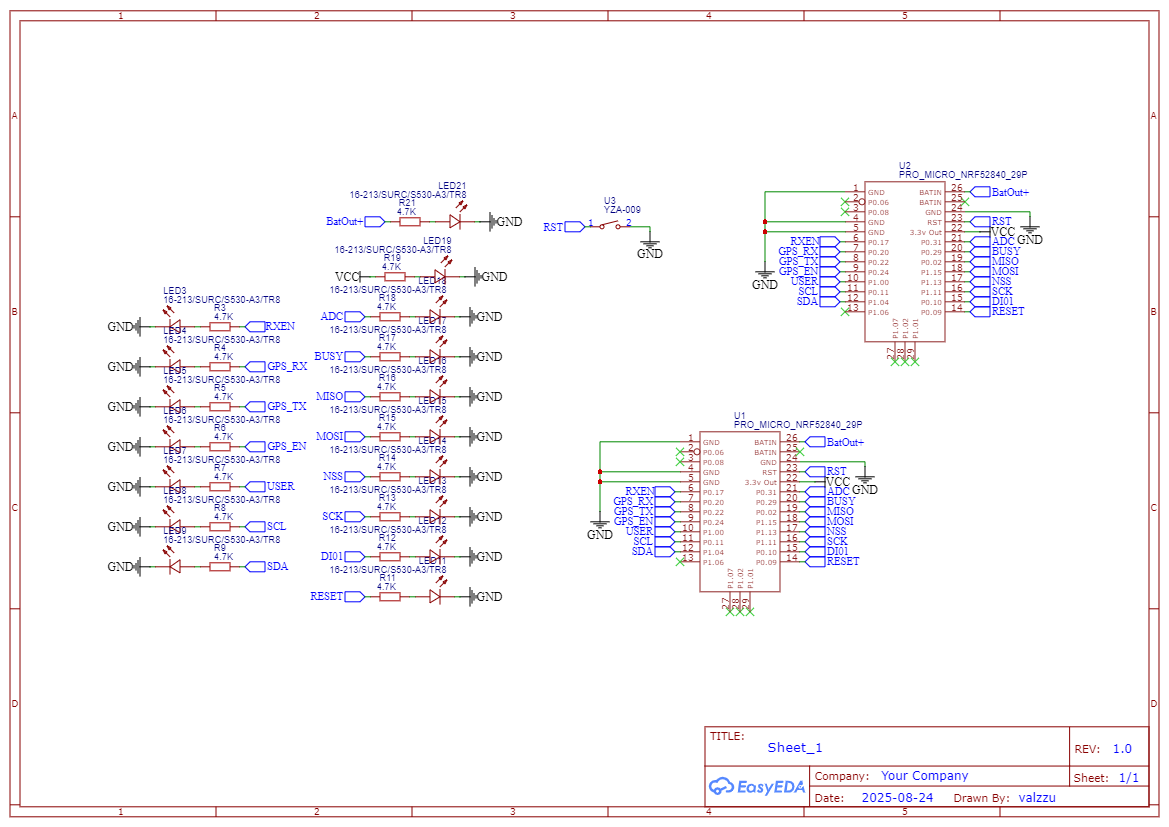 1 2 3 4 5
A
B
C
D
A
B
C
D
LED21
16-213/SURC/S530-A3/TR8
R21
4.7K
BatOut+ GND
LED19
16-213/SURC/S530-A3/TR8
R19
4.7K
VCC GND
LED18
16-213/SURC/S530-A3/TR8
R18
4.7K
ADC GND
LED17
16-213/SURC/S530-A3/TR8
R17
4.7K
BUSY GND
LED16
16-213/SURC/S530-A3/TR8
R16
4.7K
MISO GND
LED15
16-213/SURC/S530-A3/TR8
R15
4.7K
MOSI GND
LED14
16-213/SURC/S530-A3/TR8
R14
4.7K
NSS GND
LED13
16-213/SURC/S530-A3/TR8
R13
4.7K
SCK GND
LED12
16-213/SURC/S530-A3/TR8
R12
4.7K
DI01 GND
LED11
16-213/SURC/S530-A3/TR8
R11
4.7K
RESET GND
LED3
16-213/SURC/S530-A3/TR8
R3
4.7K
GND RXEN
LED4
16-213/SURC/S530-A3/TR8
R4
4.7K
GND GPS_RX
LED5
16-213/SURC/S530-A3/TR8
R5
4.7K
GND GPS_TX
LED6
16-213/SURC/S530-A3/TR8
R6
4.7K
GND GPS_EN
LED7
16-213/SURC/S530-A3/TR8
R7
4.7K
GND USER
LED8
16-213/SURC/S530-A3/TR8
R8
4.7K
GND SCL
LED9
16-213/SURC/S530-A3/TR8
R9
4.7K
GND SDA
U3
YZA-009
RST 1 2
GND
U2
PRO_MICRO_NRF52840_29P
1 GND BATIN 26 BatOut+
2 P0.06 BATIN 25
3 P0.08 GND 24
4 GND RST 23 RST
5 GND 3.3v Out 22 VCC
RXEN 6 P0.17 P0.31 21 ADC
GPS_RX 7 P0.20 P0.29 20 BUSY
GPS_TX 8 P0.22 P0.02 19 MISO
GPS_EN 9 P0.24 P1.15 18 MOSI
USER 10 P1.00 P1.13 17 NSS
SCL 11 P0.11 P1.11 16 SCK
SDA 12 P1.04 P0.10 15 DI01
13 P1.06 P0.09 14 RESET
P1.07 P1.02 P1.01
27 28 29
GND GND
U1
PRO_MICRO_NRF52840_29P
1 GND BATIN 26 BatOut+
2 P0.06 BATIN 25
3 P0.08 GND 24
4 GND RST 23 RST
5 GND 3.3v Out 22 VCC
RXEN 6 P0.17 P0.31 21 ADC
GPS_RX 7 P0.20 P0.29 20 BUSY
GPS_TX 8 P0.22 P0.02 19 MISO
GPS_EN 9 P0.24 P1.15 18 MOSI
USER 10 P1.00 P1.13 17 NSS
SCL 11 P0.11 P1.11 16 SCK
SDA 12 P1.04 P0.10 15 DI01
13 P1.06 P0.09 14 RESET
P1.07 P1.02 P1.01
27 28 29
GND GND
TITLE:
Sheet_1
REV: 1.0
EasyEDA
Company: Your Company
Sheet: 1/1
Date: 2025-08-24 Drawn By: valzzu
1 2 3 4 5